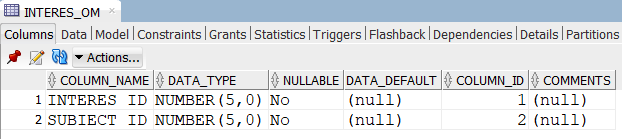 INTERES_OM
Columns Data Model Constraints Grants Statistics Triggers Flashback Dependencies Details Partitions
Actions...
COLUMN_NAME DATA_TYPE NULLABLE DATA_DEFAULT COLUMN_ID COMMENTS
1 INTERES ID NUMBER(5,0) No (null) 1 (null)
2 SUBIECT ID NUMBER(5,0) No (null) 2 (null)